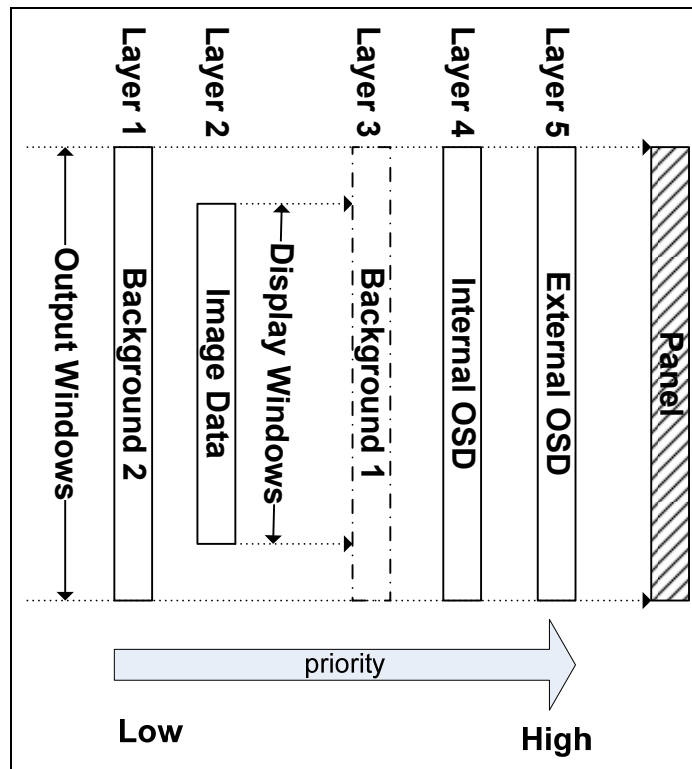 Layer 1
Layer 2
Layer 3
Layer 4
Layer 5
Output Windows
Background 2
Image Data
Display Windows
Background 1
Internal OSD
External OSD
Panel
priority
Low
High